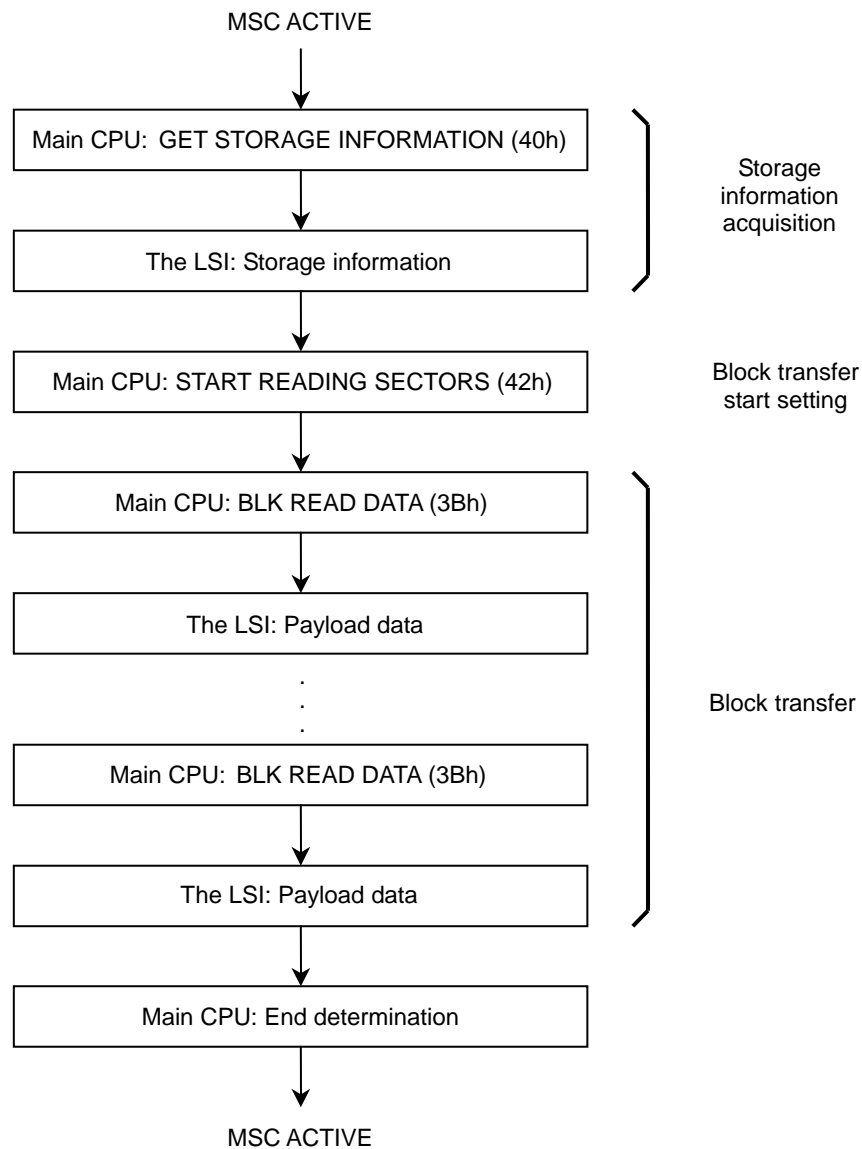 MSC ACTIVE
Main CPU: GET STORAGE INFORMATION (40h)
Storage
information
acquisition
The LSI: Storage information
Main CPU: START READING SECTORS (42h)
Block transfer
start setting
Main CPU: BLK READ DATA (3Bh)
The LSI: Payload data
.
.
.
Block transfer
Main CPU: BLK READ DATA (3Bh)
The LSI: Payload data
Main CPU: End determination
MSC ACTIVE